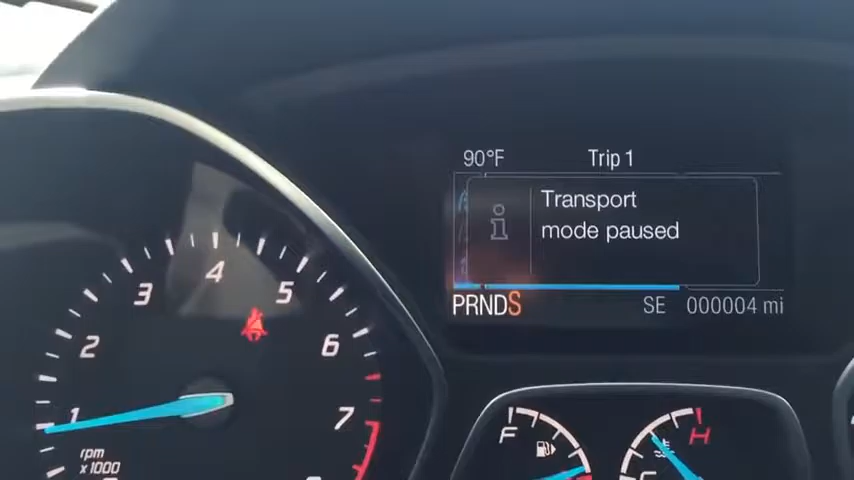 90°F Trip 1
Transport
mode paused
PRNDS SE 000004 mi
1
2
3
4
5
6
7
rpm
x1000
F
H